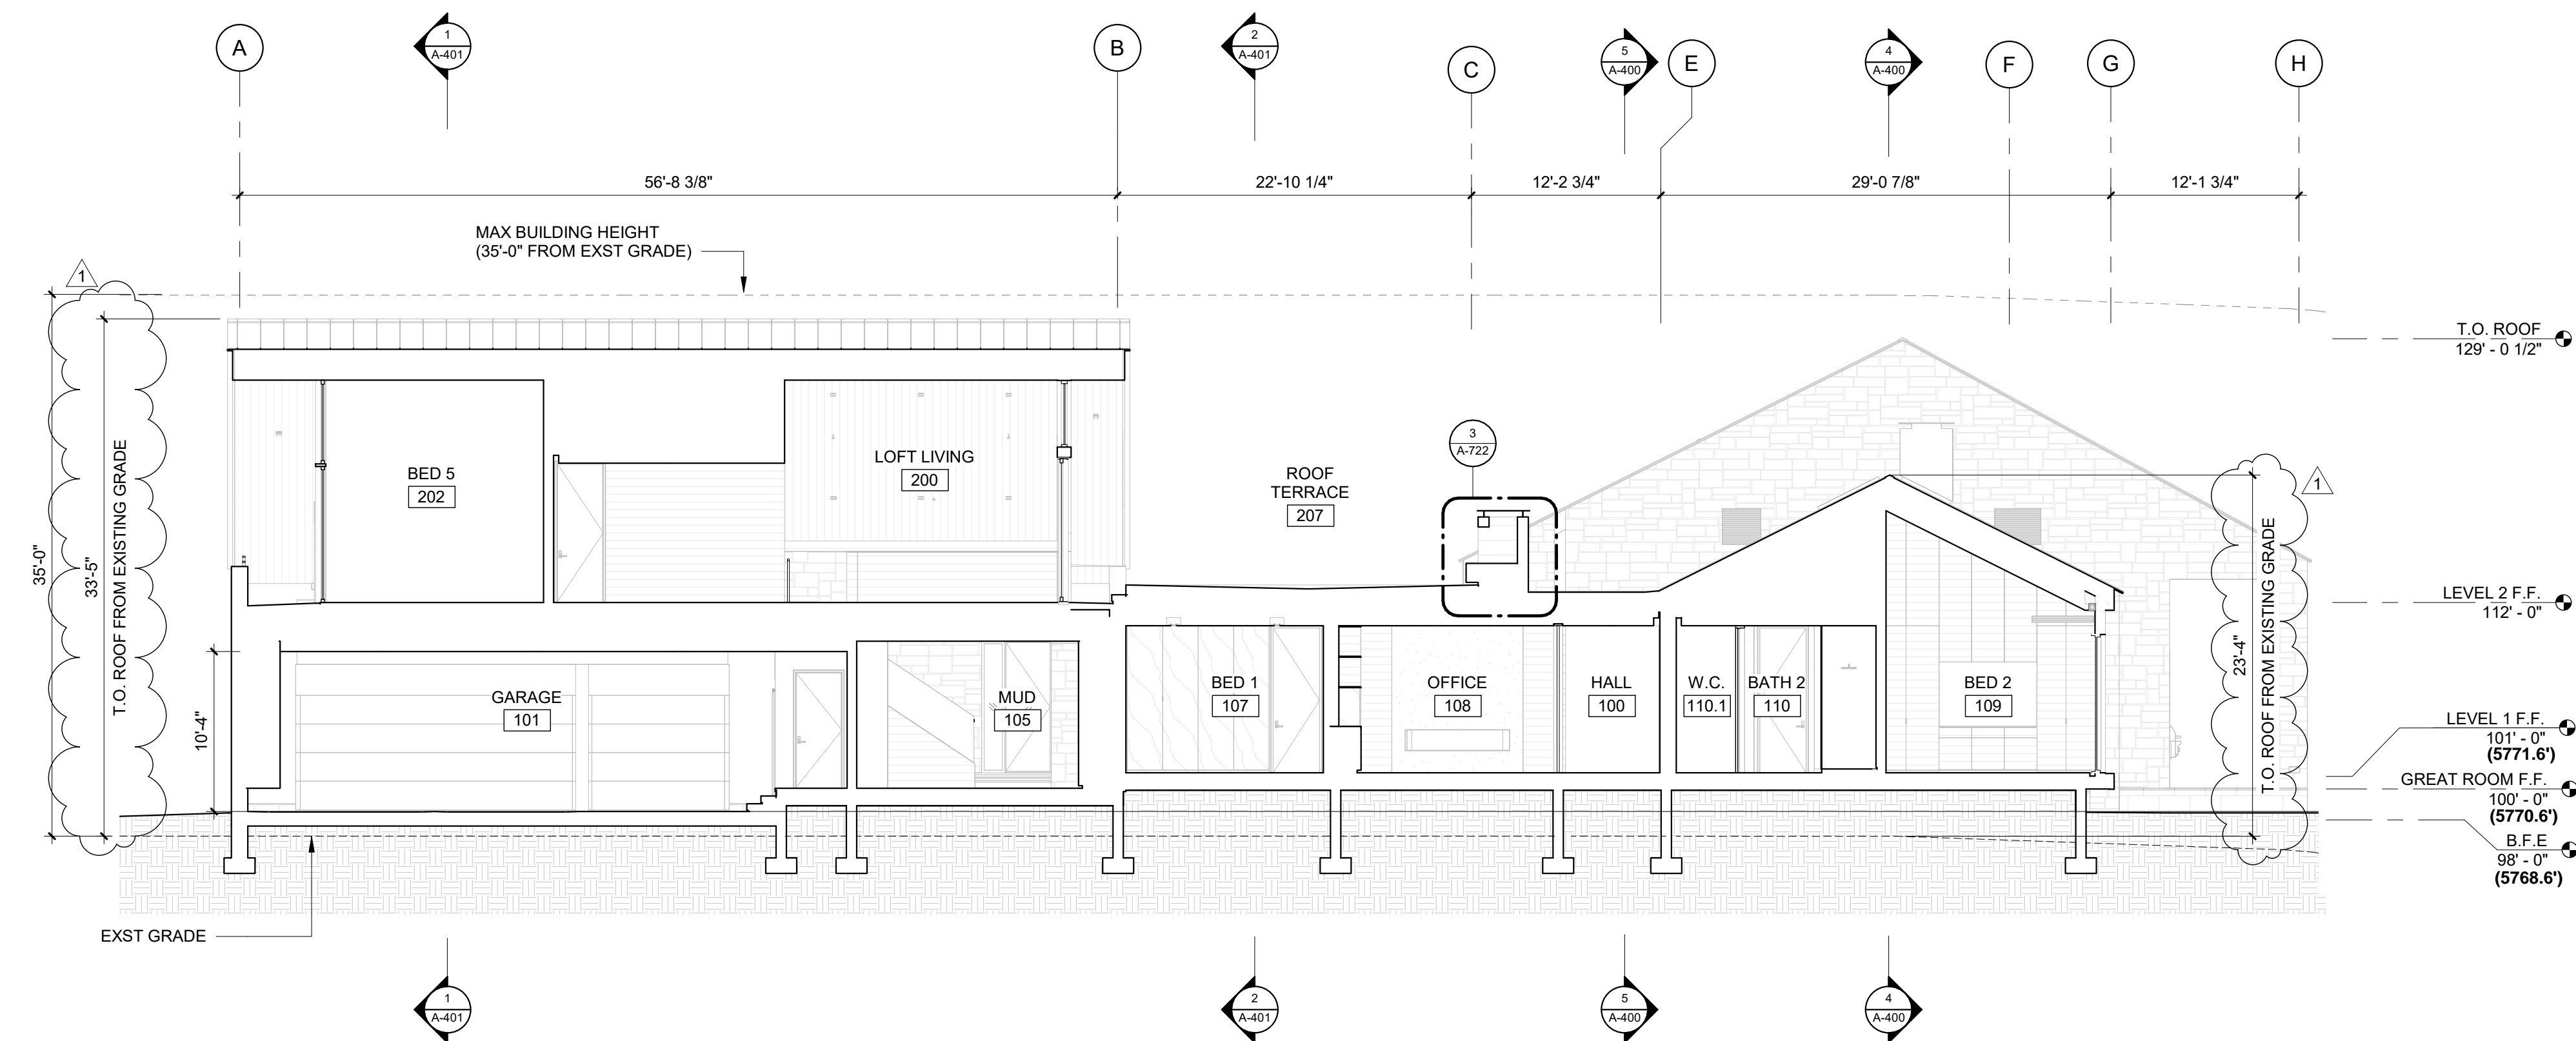 A
1
A-401
B
2
A-401
C
5
A-400
E
4
A-400
F
G
H
56'-8 3/8"
22'-10 1/4"
12'-2 3/4"
29'-0 7/8"
12'-1 3/4"
MAX BUILDING HEIGHT
(35'-0" FROM EXST GRADE)
1
T.O. ROOF
129' - 0 1/2"
35'-0"
33'-5"
T.O. ROOF FROM EXISTING GRADE
BED 5
202
LOFT LIVING
200
ROOF
TERRACE
207
3
A-722
1
23'-4"
T.O. ROOF FROM EXISTING GRADE
LEVEL 2 F.F.
112' - 0"
10'-4"
GARAGE
101
MUD
105
BED 1
107
OFFICE
108
HALL
100
W.C.
110.1
BATH 2
110
BED 2
109
LEVEL 1 F.F.
101' - 0"
(5771.6')
GREAT ROOM F.F.
100' - 0"
(5770.6')
B.F.E
98' - 0"
(5768.6')
EXST GRADE
1
A-401
2
A-401
5
A-400
4
A-400